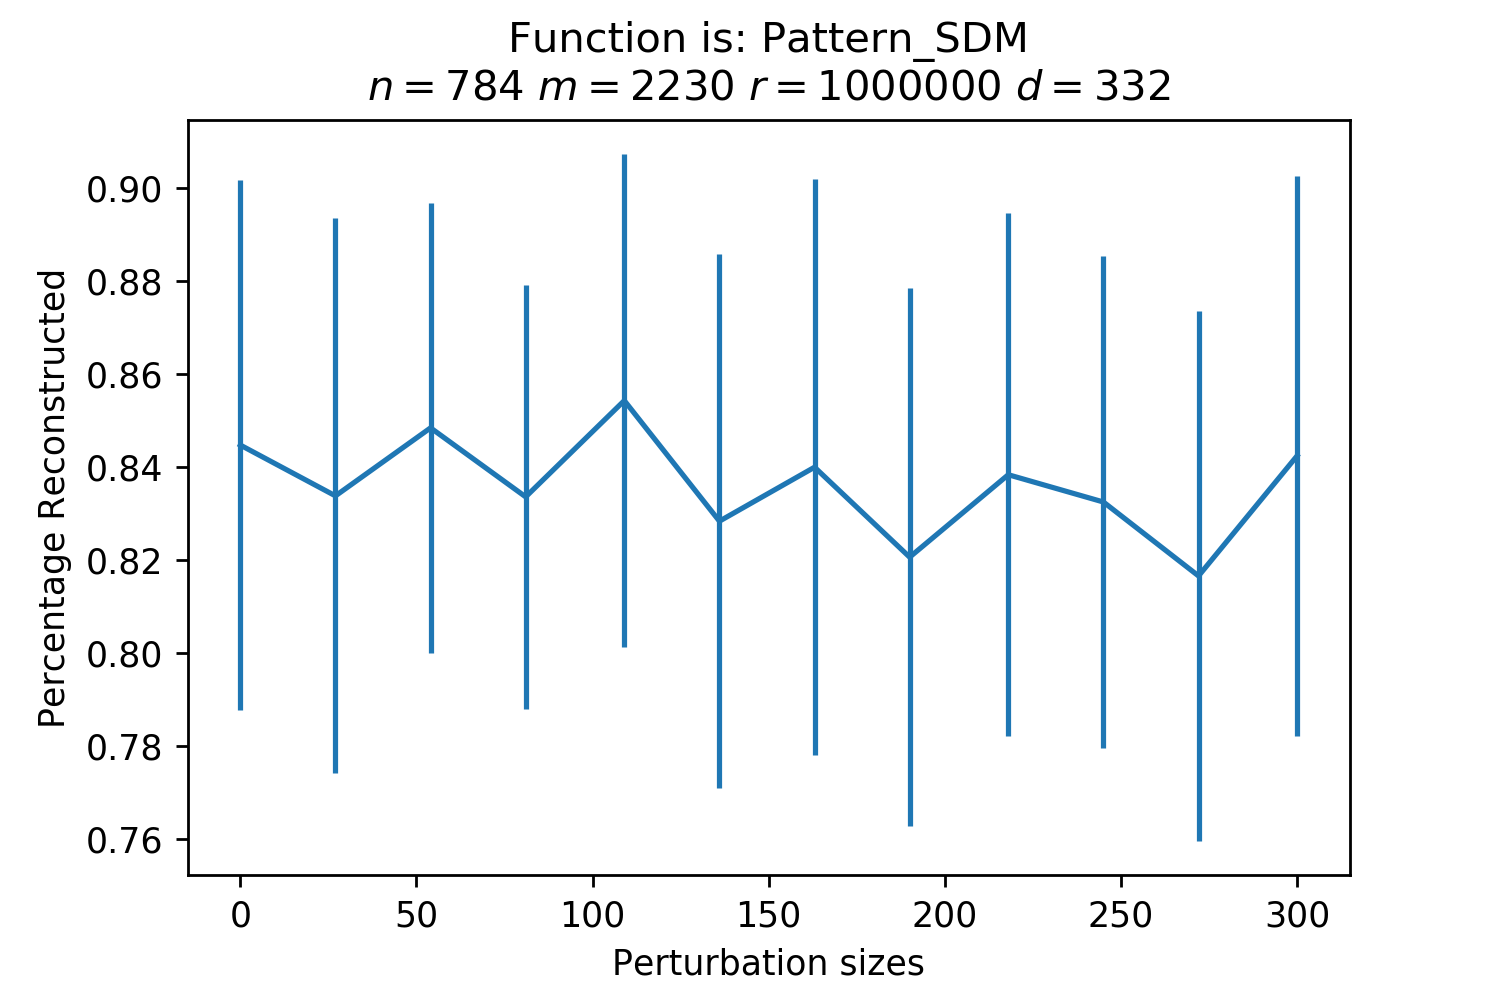 Function is: Pattern_SDM
n = 784 m = 2230 r = 1000000 d = 332
Percentage Reconstructed
0.90
0.88
0.86
0.84
0.82
0.80
0.78
0.76
0 50 100 150 200 250 300
Perturbation sizes